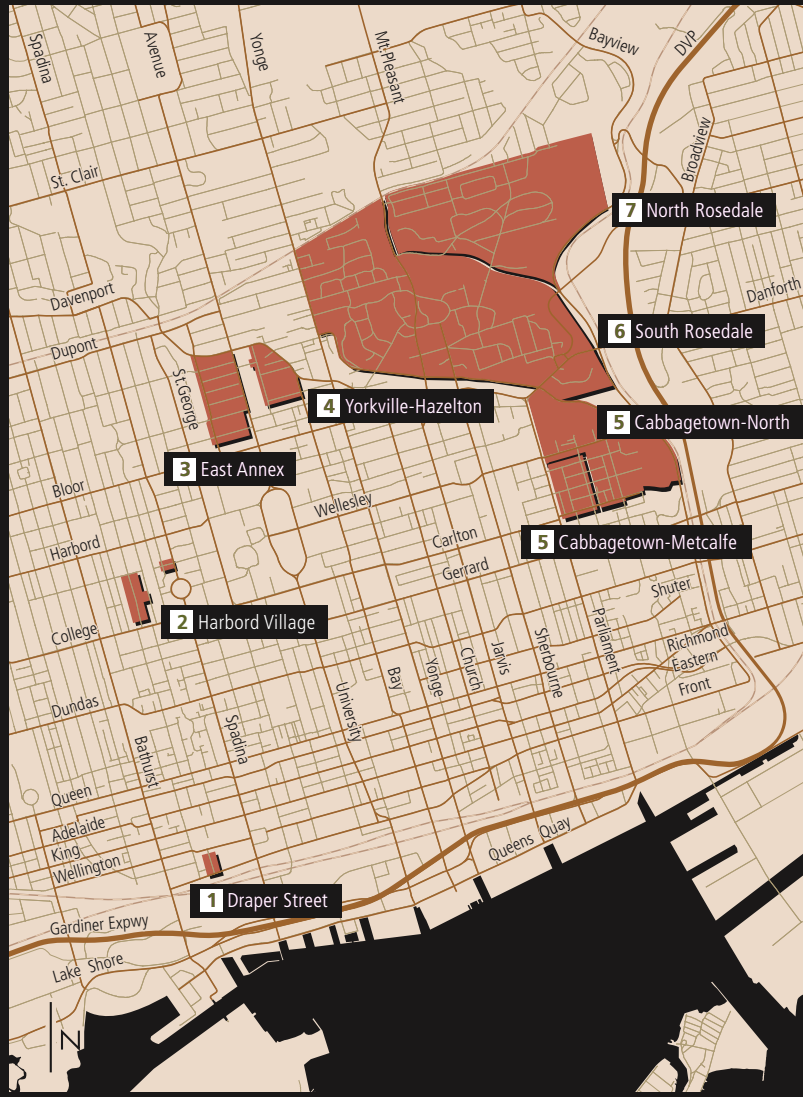 Spadina
Avenue
Yonge
Mt.Pleasant
Bayview
DVP
Broadview
St. Clair
7 North Rosedale
Davenport
Danforth
Dupont
6 South Rosedale
St.George
4 Yorkville-Hazelton
5 Cabbagetown-North
3 East Annex
Bloor
Wellesley
Harbord
Carlton
5 Cabbagetown-Metcalfe
Gerrard
Shuter
2 Harbord Village
College
Parliament
Richmond
Eastern
Front
Sherbourne
Jarvis
Church
Yonge
Bay
University
Dundas
Spadina
Bathurst
Queen
Adelaide
King
Wellington
Queens Quay
1 Draper Street
Gardiner Expwy
Lake Shore
N